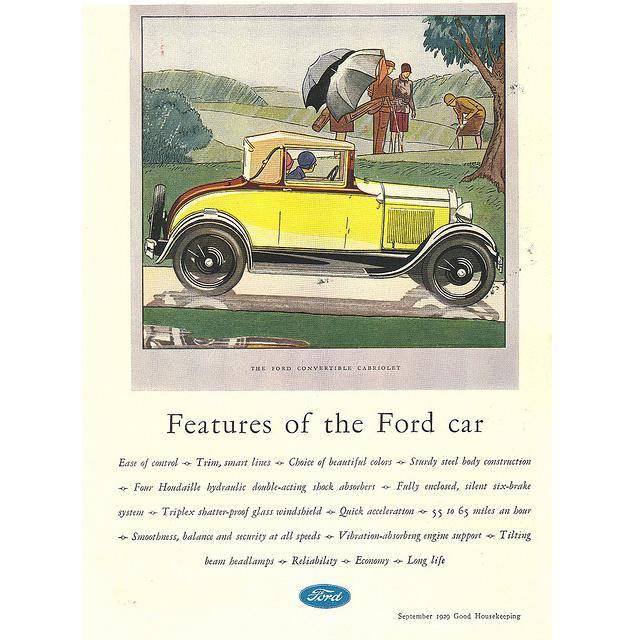 THE FORD CONVERTIBLE CABRIOLET
Features of the Ford car
Ease of control -◇- Trim, smart lines -◇- Choice of beautiful colors -◇- Sturdy steel body construction
-◇- Four Houdaille hydraulic double-acting shock absorbers -◇- Fully enclosed, silent six-brake
system -◇- Triplex shatter-proof glass windshield -◇- Quick acceleration -◇- 55 to 65 miles an hour
-◇- Smoothness, balance and security at all speeds -◇- Vibration-absorbing engine support -◇- Tilting
beam headlamps -◇- Reliability -◇- Economy -◇- Long life
Ford
September 1929 Good Housekeeping